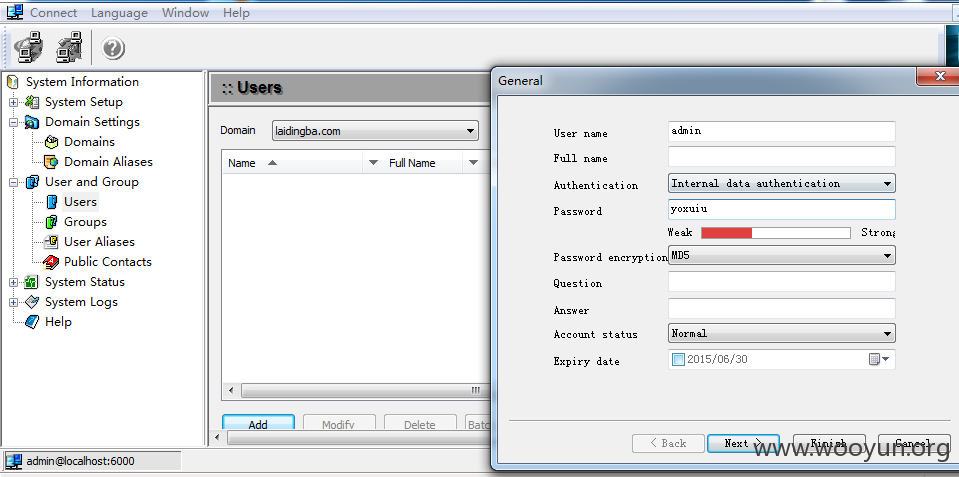 Connect Language Window Help
System Information
System Setup
Domain Settings
Domains
Domain Aliases
User and Group
Users
Groups
User Aliases
Public Contacts
System Status
System Logs
Help
:: Users
Domain laidingba.com
Name Full Name
Add Modify Delete Batc
General
User name admin
Full name
Authentication Internal data authentication
Password yoxuiu
Weak Strong
Password encryption MD5
Question
Answer
Account status Normal
Expiry date 2015/06/30
< Back Next > Finish Cancel
www.wooyun.org
admin@localhost:6000